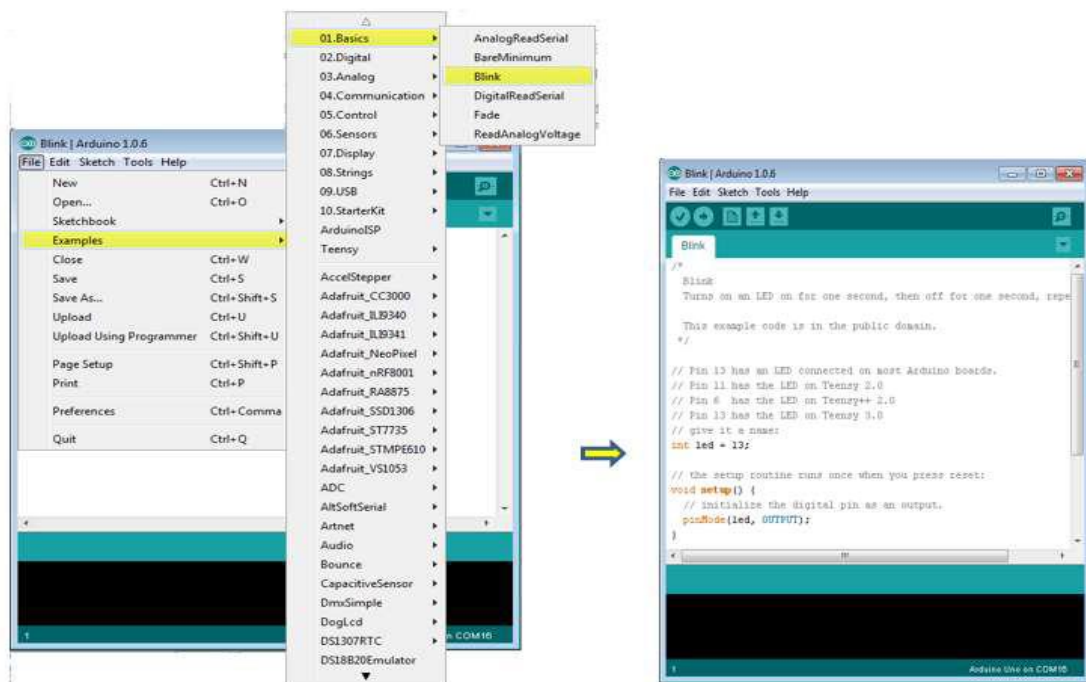 Blink | Arduino 1.0.6
File Edit Sketch Tools Help
New Ctrl+N
Open... Ctrl+O
Sketchbook
Examples
Close Ctrl+W
Save Ctrl+S
Save As... Ctrl+Shift+S
Upload Ctrl+U
Upload Using Programmer Ctrl+Shift+U
Page Setup Ctrl+Shift+P
Print Ctrl+P
Preferences Ctrl+Comma
Quit Ctrl+Q
1
on COM16
01.Basics
02.Digital
03.Analog
04.Communication
05.Control
06.Sensors
07.Display
08.Strings
09.USB
10.StarterKit
ArduinoISP
Teensy
AccelStepper
Adafruit_CC3000
Adafruit_ILI9340
Adafruit_ILI9341
Adafruit_NeoPixel
Adafruit_nRF8001
Adafruit_RA8875
Adafruit_SSD1306
Adafruit_ST7735
Adafruit_STMPE610
Adafruit_VS1053
ADC
AltSoftSerial
Artnet
Audio
Bounce
CapacitiveSensor
DmxSimple
DogLcd
DS1307RTC
DS18B20Emulator
AnalogReadSerial
BareMinimum
Blink
DigitalReadSerial
Fade
ReadAnalogVoltage
Blink | Arduino 1.0.6
File Edit Sketch Tools Help
Blink
/*
Blink
Turns on an LED on for one second, then off for one second, repe
This example code is in the public domain.
*/
// Pin 13 has an LED connected on most Arduino boards.
// Pin 11 has the LED on Teensy 2.0
// Pin 6 has the LED on Teensy++ 2.0
// Pin 13 has the LED on Teensy 3.0
// give it a name:
int led = 13;
// the setup routine runs once when you press reset:
void setup() {
// initialize the digital pin as an output.
pinMode(led, OUTPUT);
}
1
Arduino Uno on COM16